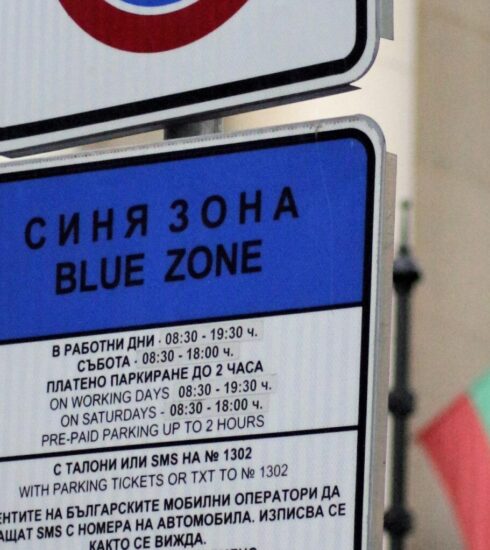 СИНЯ ЗОНА
BLUE ZONE
В РАБОТНИ ДНИ - 08:30 - 19:30 ч.
СЪБОТА - 08:30 - 18:00 ч.
ПЛАТЕНО ПАРКИРАНЕ ДО 2 ЧАСА
ON WORKING DAYS 08:30 - 19:30 ч.
ON SATURDAYS - 08:30 - 18:00 ч.
PRE-PAID PARKING UP TO 2 HOURS
С ТАЛОНИ ИЛИ SMS НА № 1302
WITH PARKING TICKETS OR TXT TO № 1302
ЕНТИТЕ НА БЪЛГАРСКИТЕ МОБИЛНИ ОПЕРАТОРИ ДА
АЩАТ SMS С НОМЕРА НА АВТОМОБИЛА. ИЗПИСВА СЕ
КАКТО СЕ ВИЖДА.